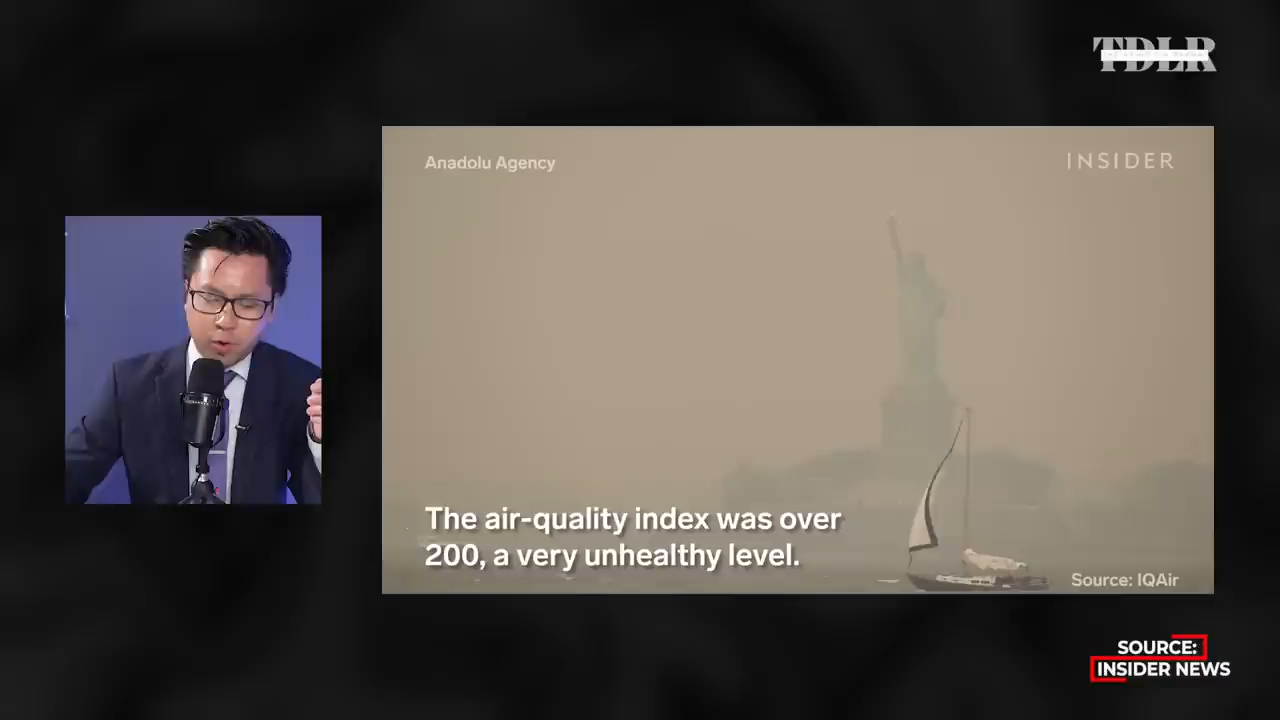 TDLR
Anadolu Agency
INSIDER
The air-quality index was over
200, a very unhealthy level.
Source: IQAir
SOURCE:
INSIDER NEWS